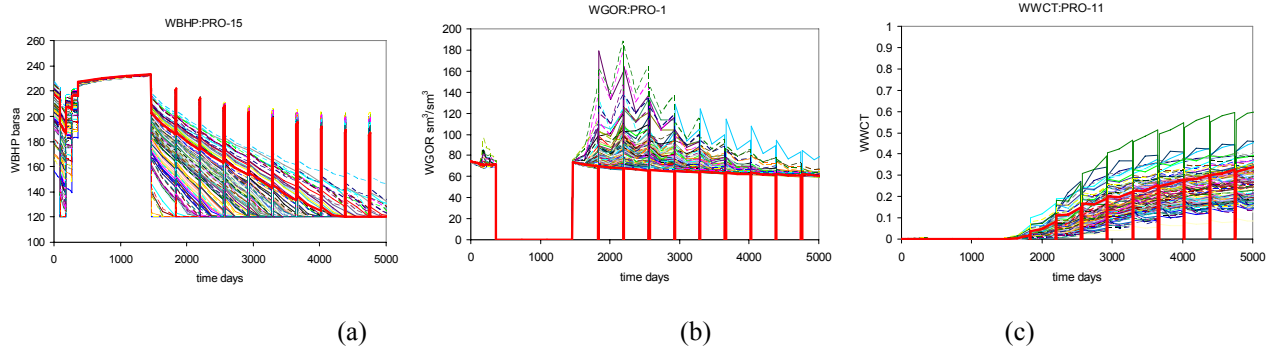 WBHP:PRO-15
260
240
220
200
180
160
140
120
100
WBHP barsa
0 1000 2000 3000 4000 5000
time days
(a)
WGOR:PRO-1
200
180
160
140
120
100
80
60
40
20
0
WGOR sm³/sm³
0 1000 2000 3000 4000 5000
time days
(b)
WWCT:PRO-11
1
0.9
0.8
0.7
0.6
0.5
0.4
0.3
0.2
0.1
0
WWCT
0 1000 2000 3000 4000 5000
time days
(c)